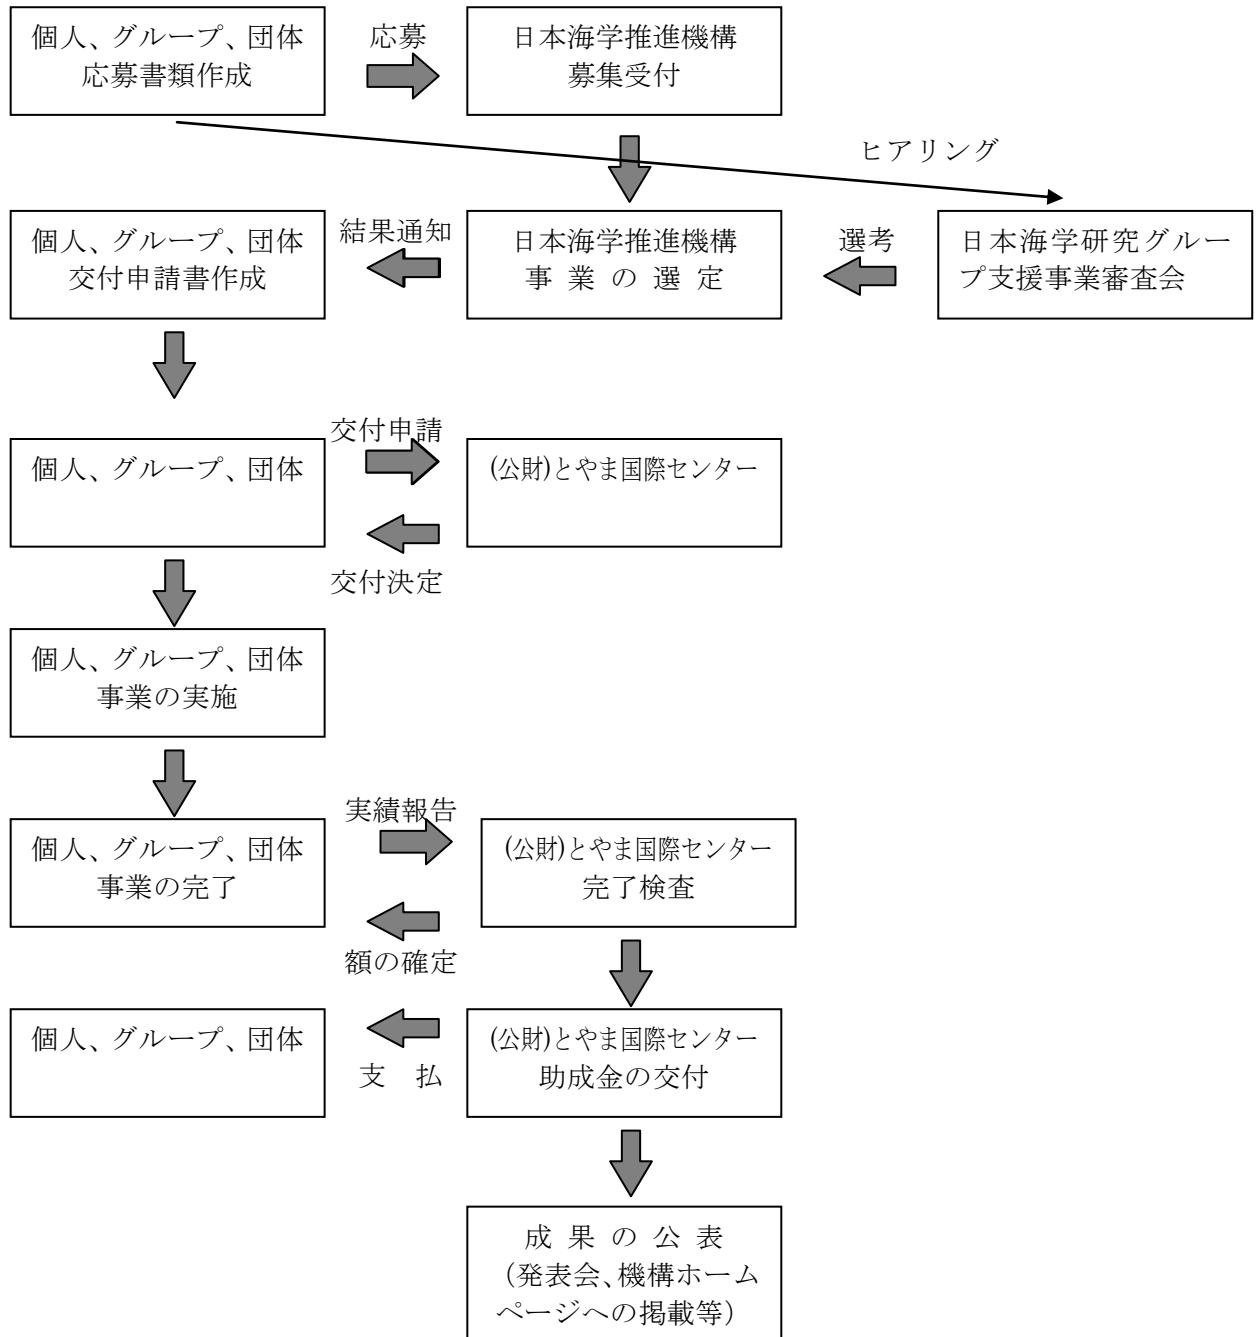 個人、グループ、団体
応募書類作成
応募
日本海学推進機構
募集受付
ヒアリング
個人、グループ、団体
交付申請書作成
結果通知
日本海学推進機構
事業の選定
選考
日本海学研究グルー
プ支援事業審査会
個人、グループ、団体
交付申請
(公財)とやま国際センター
交付決定
個人、グループ、団体
事業の実施
個人、グループ、団体
事業の完了
実績報告
(公財)とやま国際センター
完了検査
額の確定
個人、グループ、団体
支　払
(公財)とやま国際センター
助成金の交付
成果の公表
（発表会、機構ホーム
ページへの掲載等）